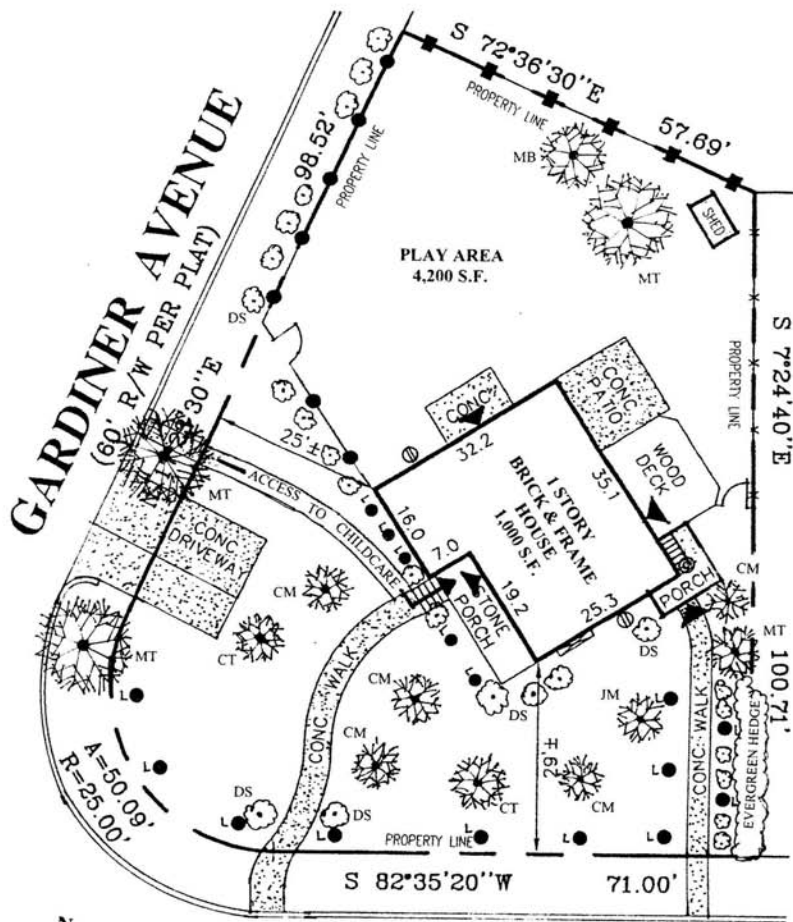 S 72°36'30''E
57.69'
PROPERTY LINE
98.52'
PROPERTY LINE
GARDINER AVENUE
(60' R/W PER PLAT)
30''E
MB
MT
SHED
PLAY AREA
4,200 S.F.
DS
S 7°24'40''E
100.71'
PROPERTY LINE
CONC.
CONC. PATIO
WOOD DECK
32.2
35.1
1 STORY
BRICK & FRAME
HOUSE
1,000 S.F.
25 ±
16.0
7.0
19.2
25.3
ACCESS TO CHILDCARE
MT
CONC. DRIVEWAY
STONE PORCH
PORCH
L
L
L
CM
CM
MT
MT
CT
DS
DS
CM
JM
CONC. WALK
CONC. WALK
EVERGREEN HEDGE
L
L
L
L
L
29'±
CM
CT
CM
A=50.09'
R=25.00'
DS
DS
L
L
L
L
L
PROPERTY LINE
S 82°35'20''W
71.00'